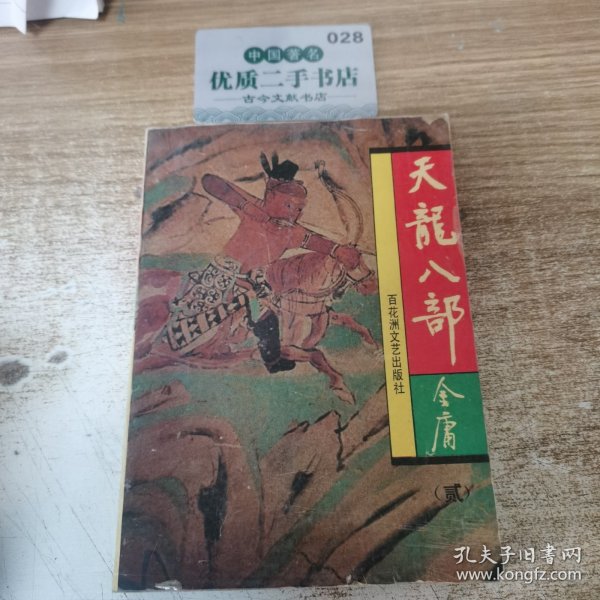 028
中国著名
优质二手书店
古今文献书店
天龍八部
金庸
百花洲文艺出版社
（贰）
孔夫子旧书网
www.kongfz.com